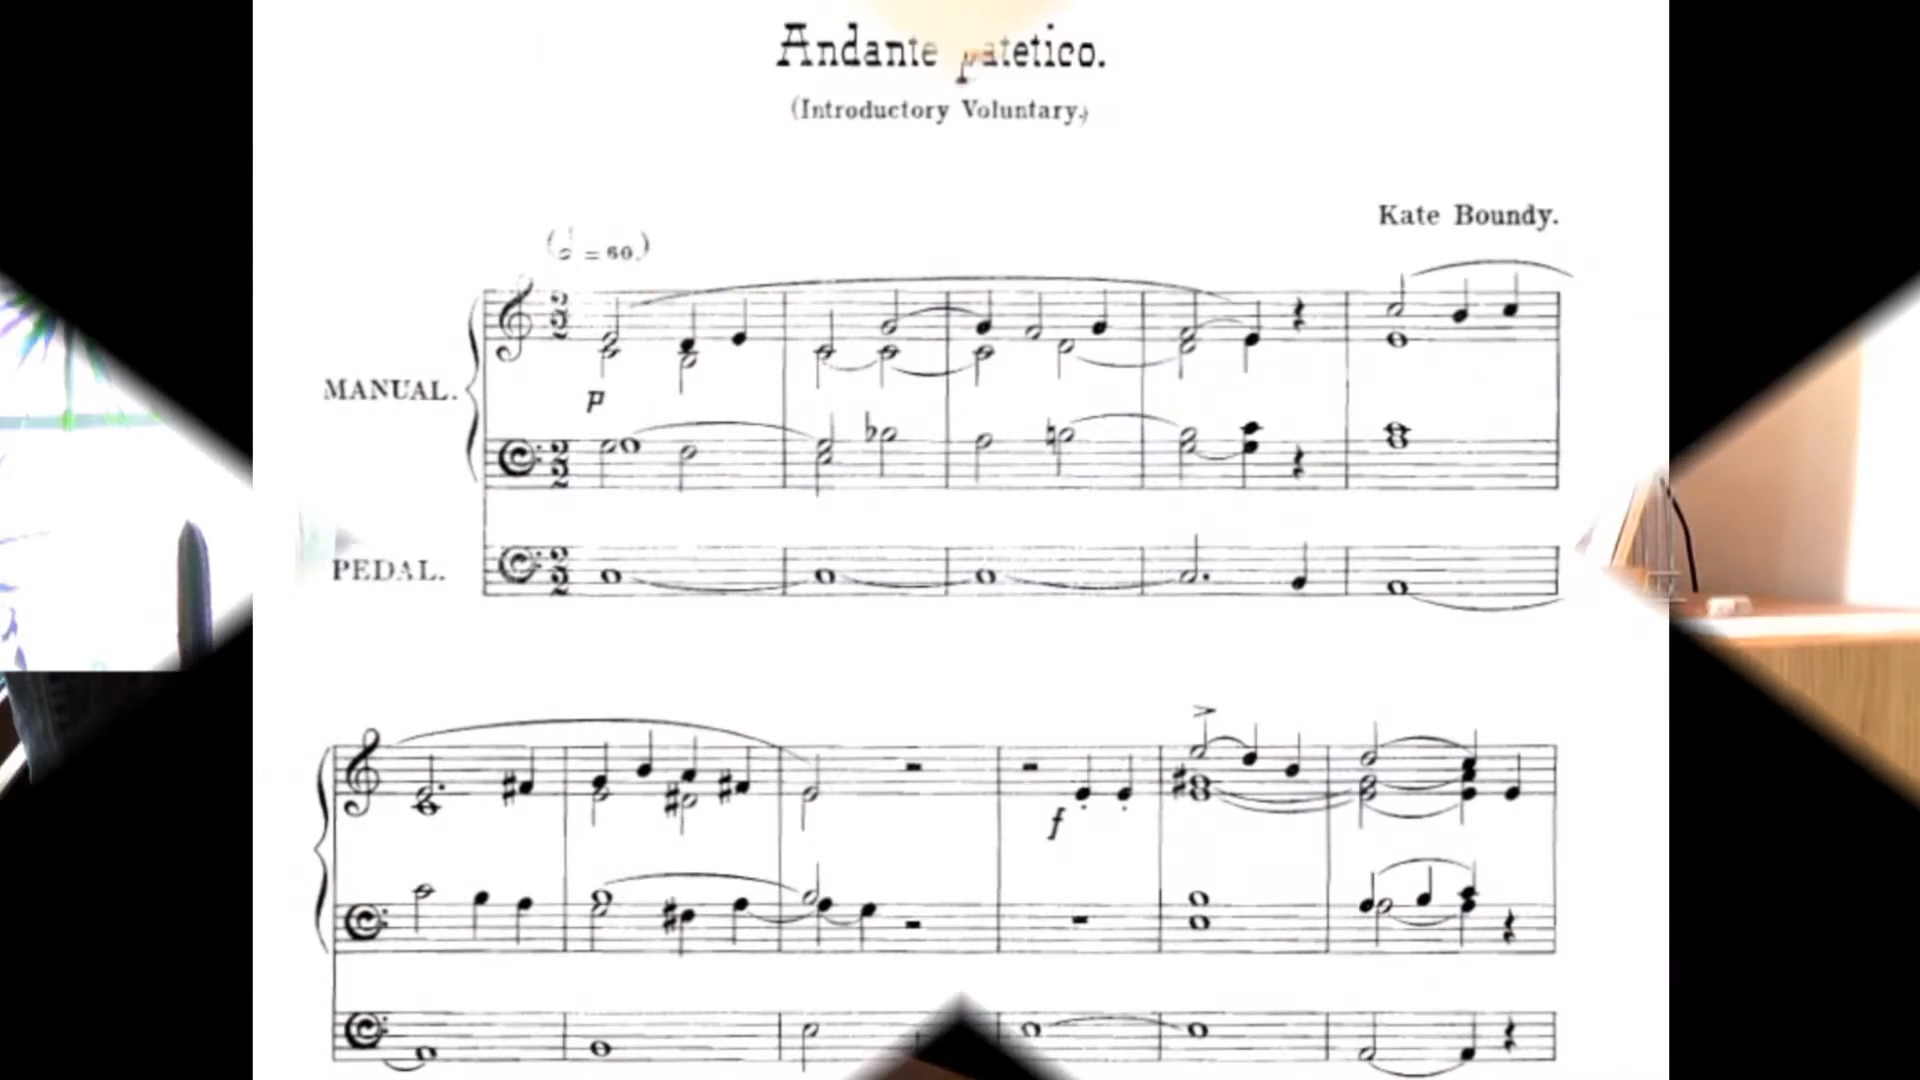 Andante patetico.
(Introductory Voluntary.)
Kate Boundy.
(𝅗𝅥 = 60.)
MANUAL.
p
PEDAL.
f